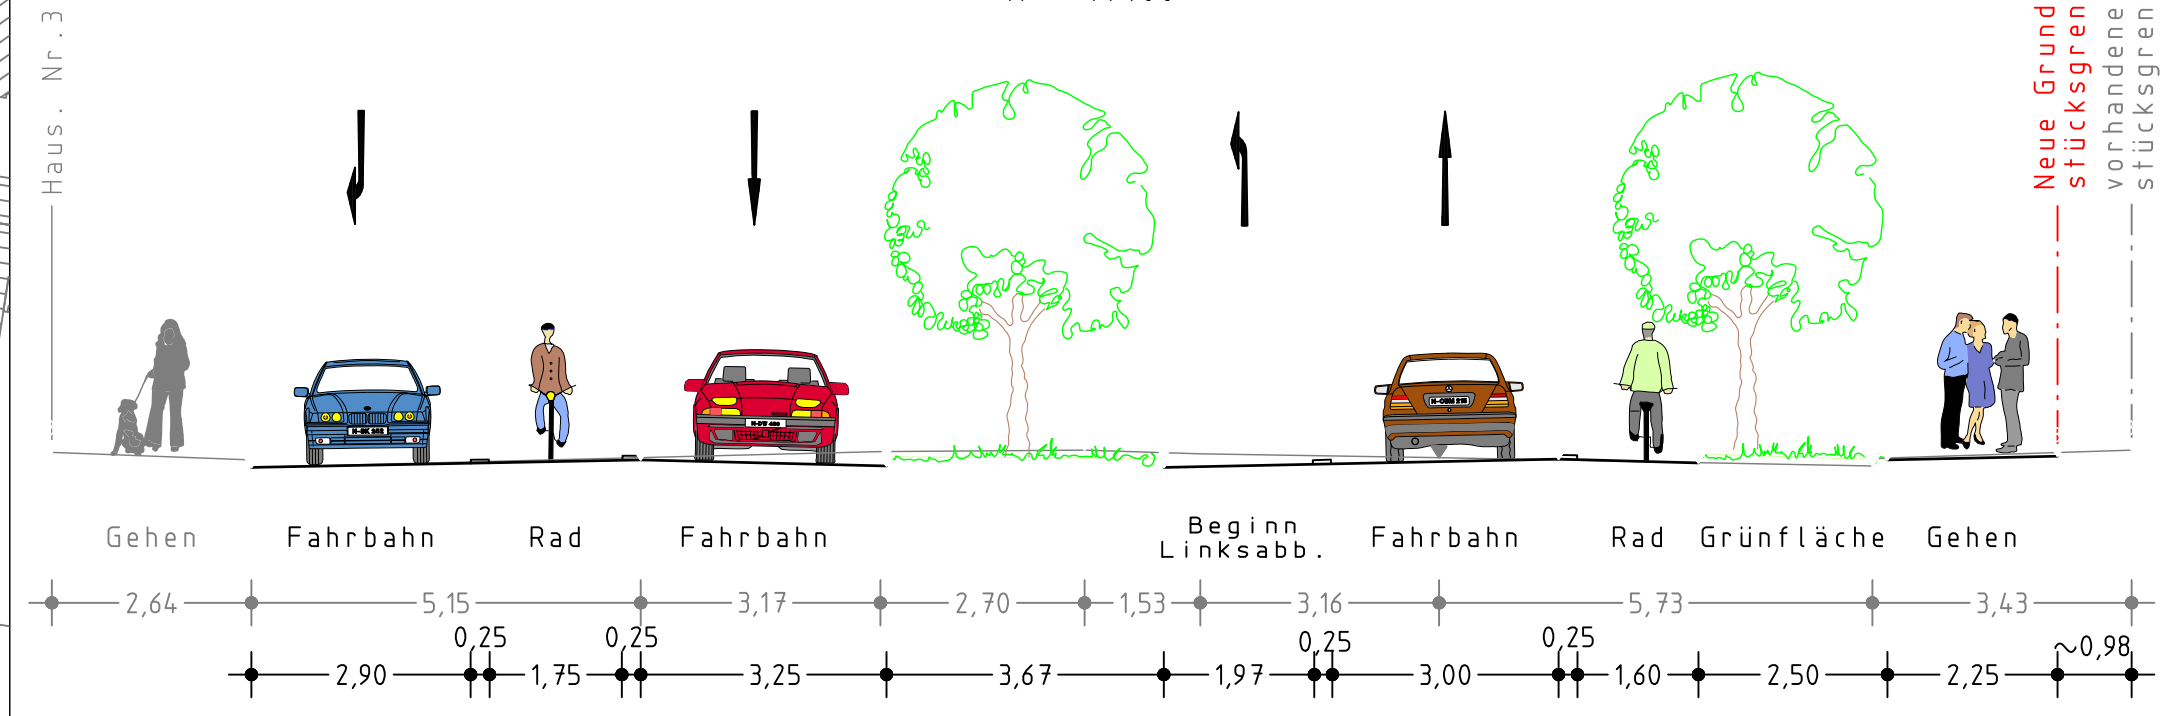 Haus. Nr.3
Neue Grund
stücksgren
vorhandene
stücksgren
H-SK 282
Gehen
Fahrbahn
Rad
Fahrbahn
Beginn
Linksabb.
Fahrbahn
Rad
Grünfläche
Gehen
2,64
5,15
3,17
2,70
1,53
3,16
5,73
3,43
0,25
0,25
0,25
0,25
~0,98
2,90
1,75
3,25
3,67
1,97
3,00
1,60
2,50
2,25